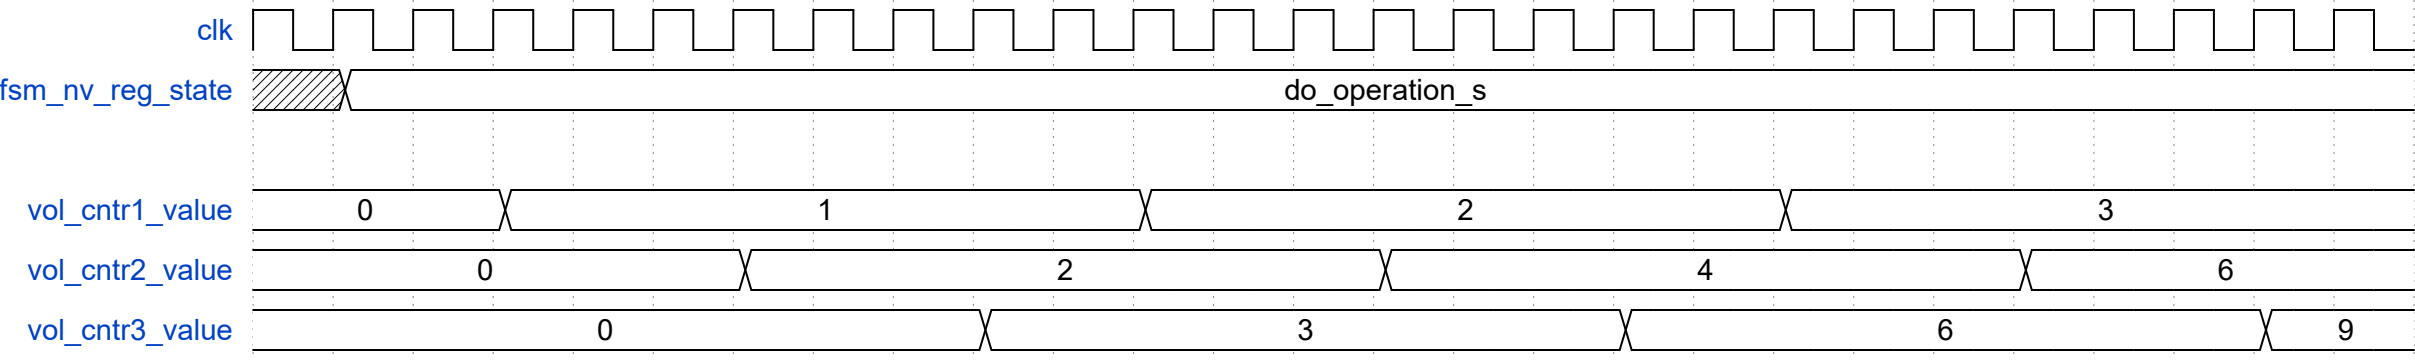 clk
fsm_nv_reg_state do_operation_s
vol_cntr1_value 0 1 2 3
vol_cntr2_value 0 2 4 6
vol_cntr3_value 0 3 6 9